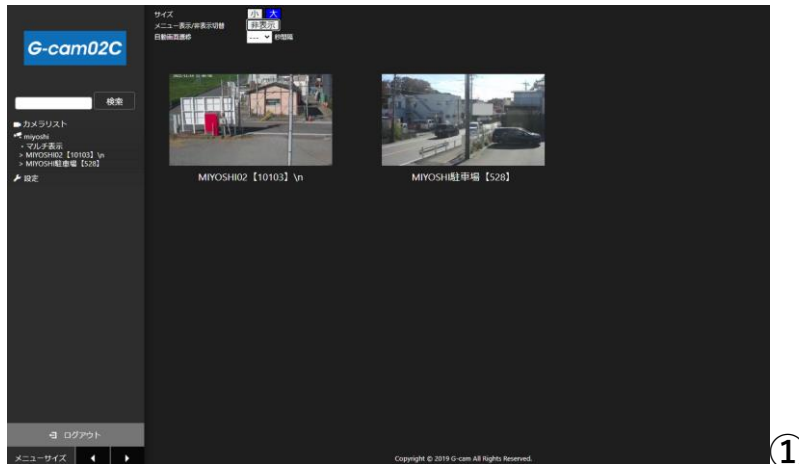 G-cam02C
検索
カメラリスト
miyoshi
・マルチ表示
> MIYOSHI02【10103】\n
> MIYOSHI駐車場【528】
設定
ログアウト
メニューサイズ
サイズ 小 大
メニュー表示/非表示切替 非表示
自動画面遷移 --- 秒間隔
MIYOSHI02【10103】\n
MIYOSHI駐車場【528】
Copyright © 2019 G-cam All Rights Reserved.
①